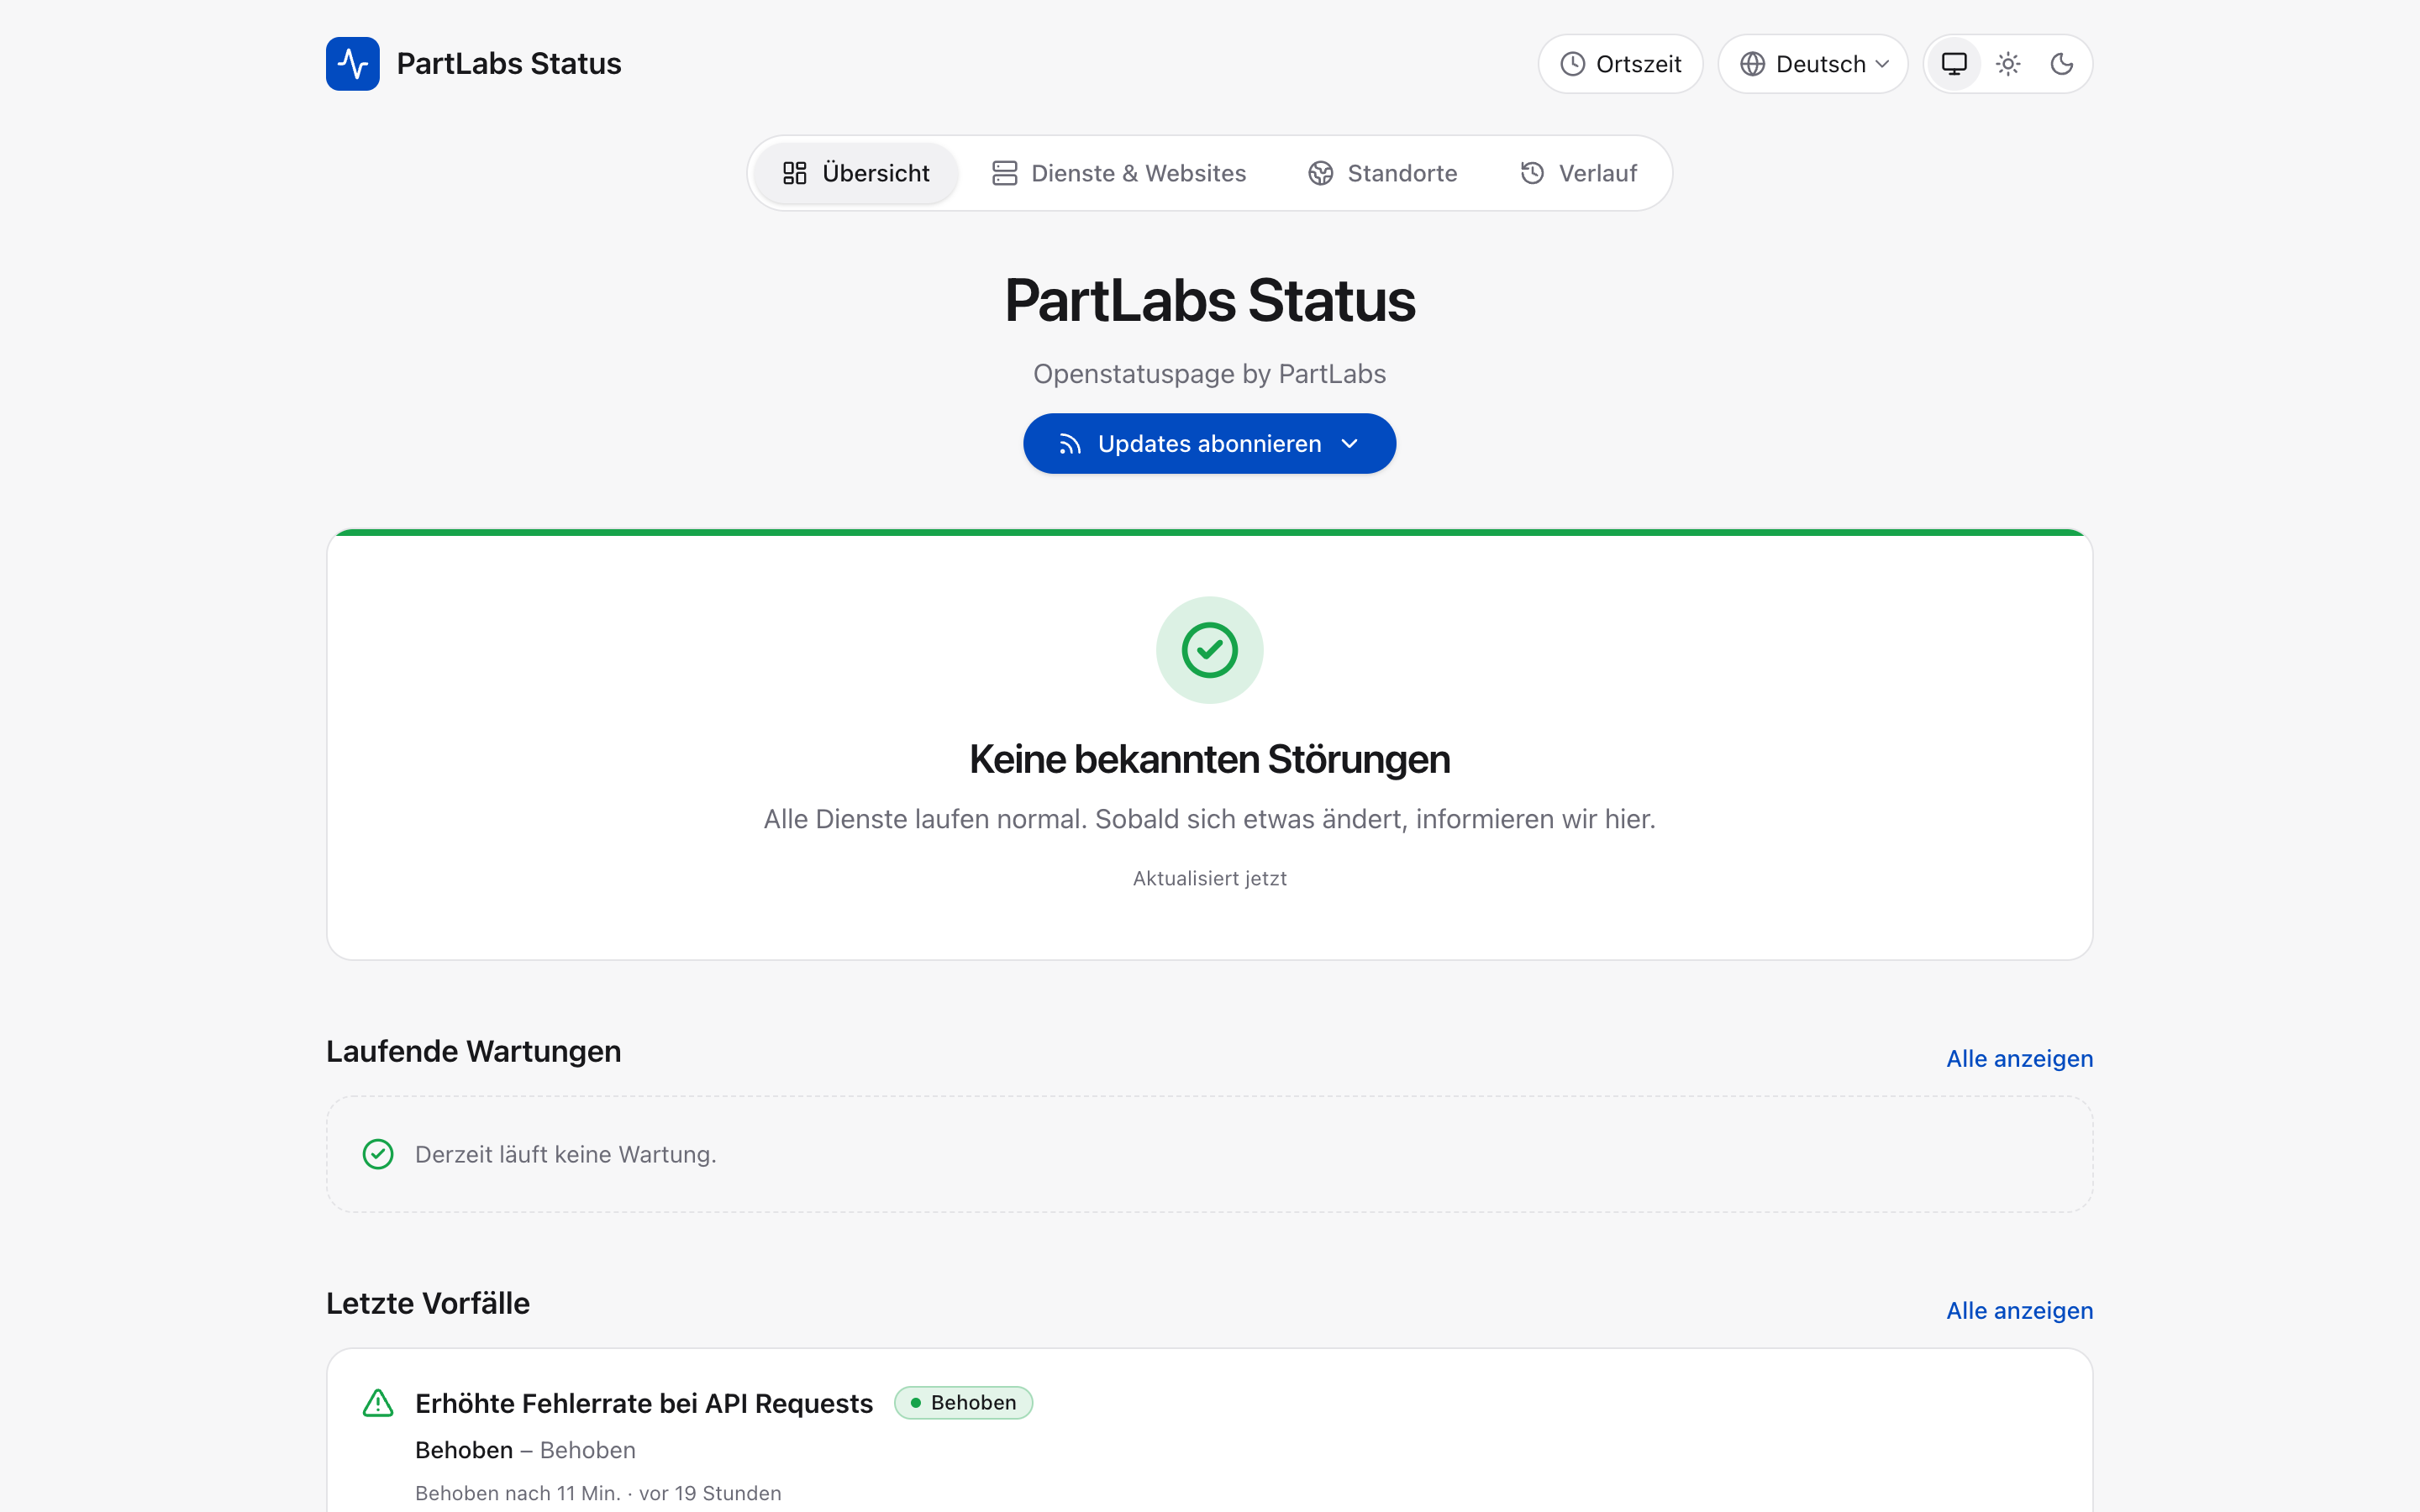 PartLabs Status
Ortszeit
Deutsch
Übersicht
Dienste & Websites
Standorte
Verlauf
PartLabs Status
Openstatuspage by PartLabs
Updates abonnieren
Keine bekannten Störungen
Alle Dienste laufen normal. Sobald sich etwas ändert, informieren wir hier.
Aktualisiert jetzt
Laufende Wartungen
Alle anzeigen
Derzeit läuft keine Wartung.
Letzte Vorfälle
Alle anzeigen
Erhöhte Fehlerrate bei API Requests
Behoben
Behoben – Behoben
Behoben nach 11 Min. · vor 19 Stunden